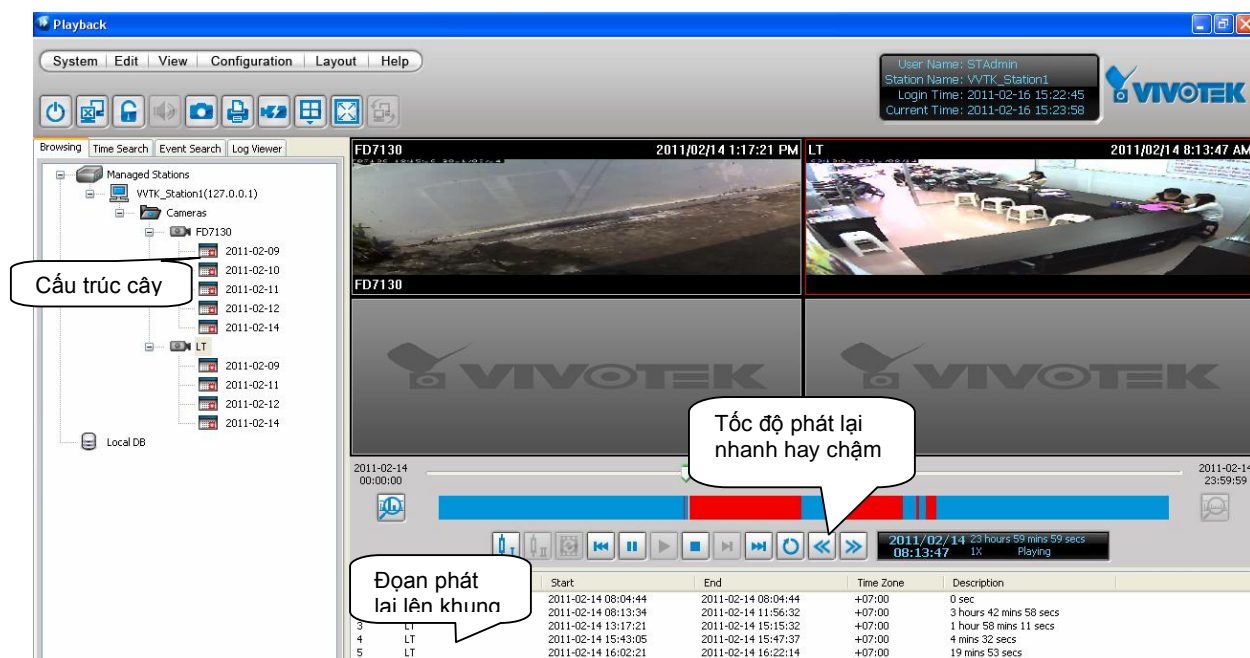 Playback
System Edit View Configuration Layout Help
User Name: STAdmin
Station Name: VVTK_Station1
Login Time: 2011-02-16 15:22:45
Current Time: 2011-02-16 15:23:58
VIVOTEK
Browsing Time Search Event Search Log Viewer
Managed Stations
VVTK_Station1(127.0.0.1)
Cameras
FD7130
2011-02-09
2011-02-10
2011-02-11
2011-02-12
2011-02-14
LT
2011-02-09
2011-02-11
2011-02-12
2011-02-14
Local DB
Cấu trúc cây
FD7130 2011/02/14 1:17:21 PM
LT 2011/02/14 8:13:47 AM
FD7130
VIVOTEK
VIVOTEK
Tốc độ phát lại
nhanh hay chậm
2011-02-14
00:00:00
2011-02-14
23:59:59
2011/02/14 23 hours 59 mins 59 secs
08:13:47 1X Playing
Đọan phát
lại lên khung
Start End Time Zone Description
2011-02-14 08:04:44 2011-02-14 08:04:44 +07:00 0 sec
2011-02-14 08:13:34 2011-02-14 11:56:32 +07:00 3 hours 42 mins 58 secs
3 LT 2011-02-14 13:17:21 2011-02-14 15:15:32 +07:00 1 hour 58 mins 11 secs
4 LT 2011-02-14 15:43:05 2011-02-14 15:47:37 +07:00 4 mins 32 secs
5 LT 2011-02-14 16:02:21 2011-02-14 16:22:14 +07:00 19 mins 53 secs